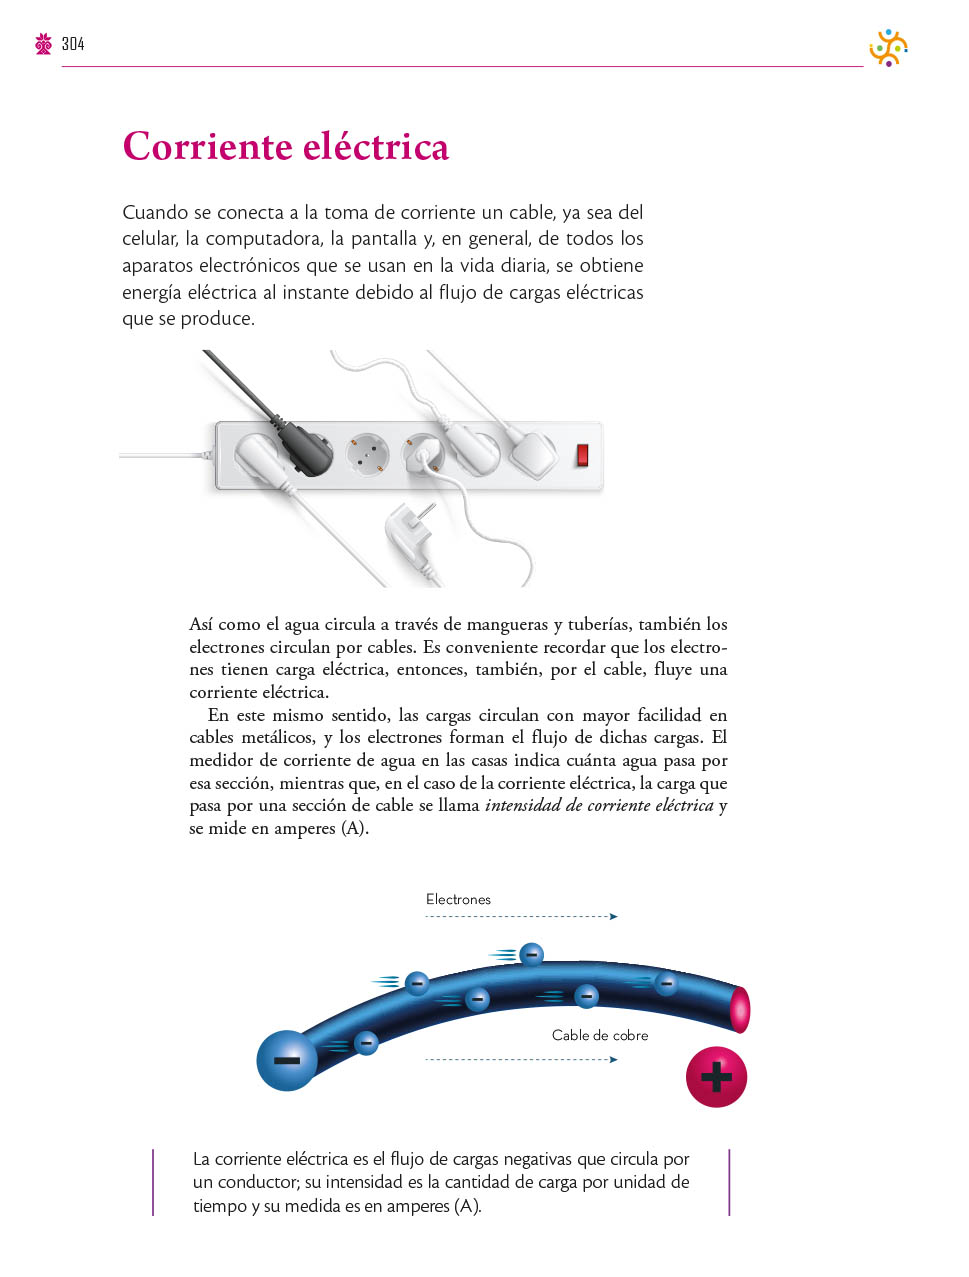 304
Corriente eléctrica
Cuando se conecta a la toma de corriente un cable, ya sea del
celular, la computadora, la pantalla y, en general, de todos los
aparatos electrónicos que se usan en la vida diaria, se obtiene
energía eléctrica al instante debido al flujo de cargas eléctricas
que se produce.
Así como el agua circula a través de mangueras y tuberías, también los
electrones circulan por cables. Es conveniente recordar que los electro-
nes tienen carga eléctrica, entonces, también, por el cable, fluye una
corriente eléctrica.
En este mismo sentido, las cargas circulan con mayor facilidad en
cables metálicos, y los electrones forman el flujo de dichas cargas. El
medidor de corriente de agua en las casas indica cuánta agua pasa por
esa sección, mientras que, en el caso de la corriente eléctrica, la carga que
pasa por una sección de cable se llama intensidad de corriente eléctrica y
se mide en amperes (A).
Electrones
Cable de cobre
La corriente eléctrica es el flujo de cargas negativas que circula por
un conductor; su intensidad es la cantidad de carga por unidad de
tiempo y su medida es en amperes (A).